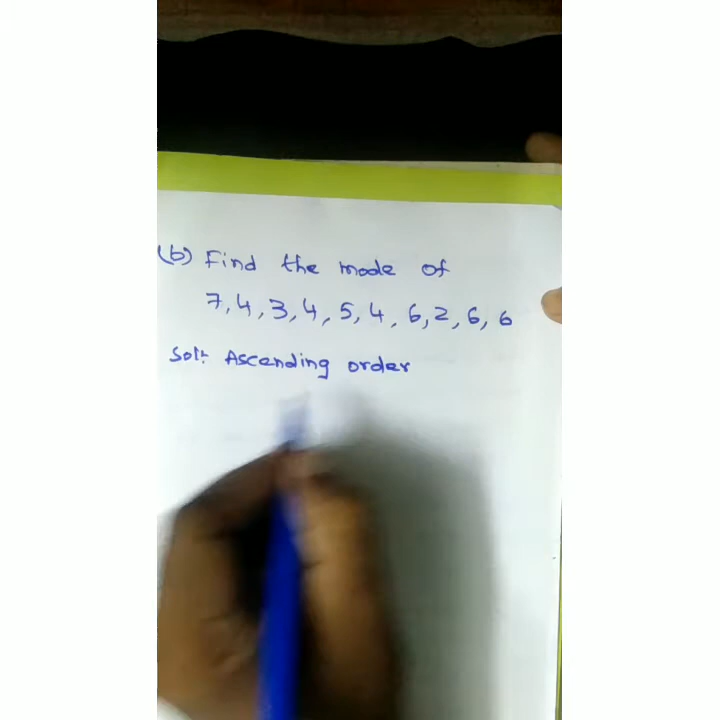 (b) Find the mode of
7, 4, 3, 4, 5, 4, 6, 2, 6, 6
Sol: Ascending order